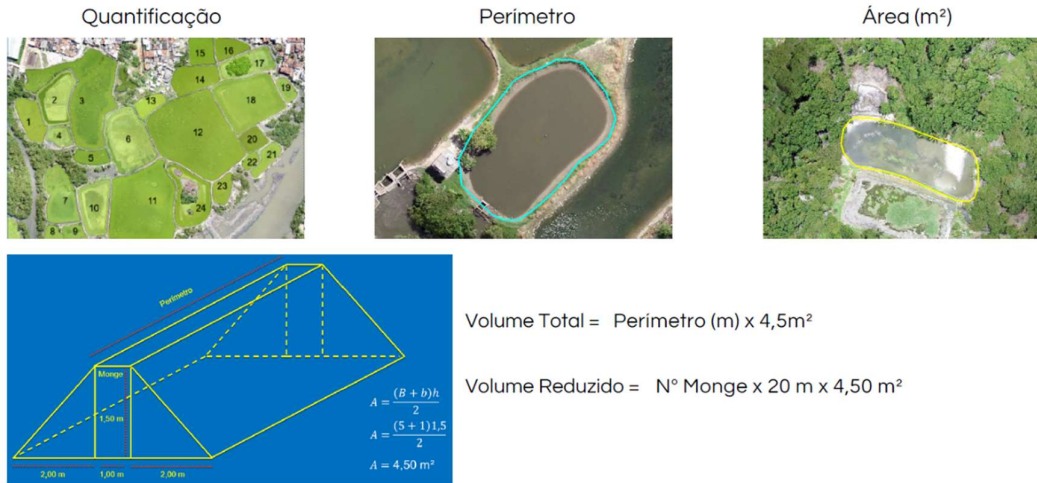 Quantificação
Perímetro
Área (m²)
15
16
17
14
19
18
2
3
13
1
12
4
6
20
5
21
22
7
11
23
10
24
8
9
Perímetro
Monge
1,50 m
A = (B + b)h / 2
A = (5 + 1)1,5 / 2
A = 4,50 m²
2,00 m 1,00 m 2,00 m
Volume Total = Perímetro (m) x 4,5m²
Volume Reduzido = N° Monge x 20 m x 4,50 m²